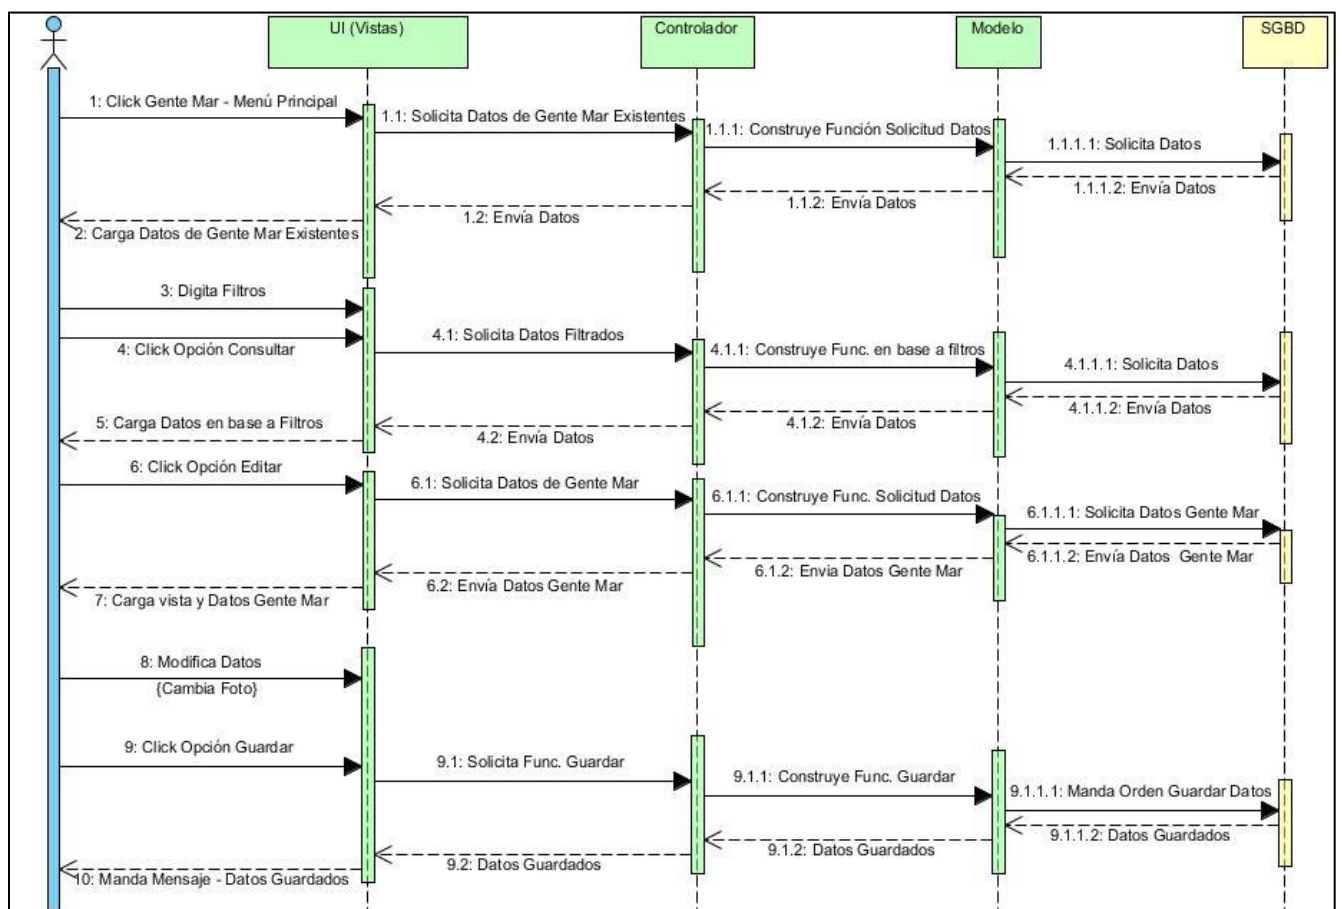 UI (Vistas)
Controlador
Modelo
SGBD
1: Click Gente Mar - Menú Principal
1.1: Solicita Datos de Gente Mar Existentes
1.1.1: Construye Función Solicitud Datos
1.1.1.1: Solicita Datos
1.1.1.2: Envía Datos
1.1.2: Envía Datos
1.2: Envía Datos
2: Carga Datos de Gente Mar Existentes
3: Digita Filtros
4: Click Opción Consultar
4.1: Solicita Datos Filtrados
4.1.1: Construye Func. en base a filtros
4.1.1.1: Solicita Datos
4.1.1.2: Envía Datos
4.1.2: Envía Datos
4.2: Envía Datos
5: Carga Datos en base a Filtros
6: Click Opción Editar
6.1: Solicita Datos de Gente Mar
6.1.1: Construye Func. Solicitud Datos
6.1.1.1: Solicita Datos Gente Mar
6.1.1.2: Envía Datos Gente Mar
6.1.2: Envia Datos Gente Mar
6.2: Envía Datos Gente Mar
7: Carga vista y Datos Gente Mar
8: Modifica Datos
{Cambia Foto}
9: Click Opción Guardar
9.1: Solicita Func. Guardar
9.1.1: Construye Func. Guardar
9.1.1.1: Manda Orden Guardar Datos
9.1.1.2: Datos Guardados
9.1.2: Datos Guardados
9.2: Datos Guardados
10: Manda Mensaje - Datos Guardados